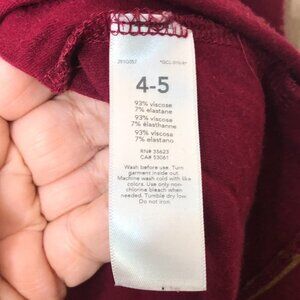 4-5
93% viscose
7% elastane
93% viscosa
7% elasthanne
93% viscosa
7% elastano
RN# 35623
CA# 53061
Wash before use. Turn
garment inside out.
Machine wash cold with like
colors. Use only non-
chlorine bleach when
needed. Tumble dry low.
Do not iron.